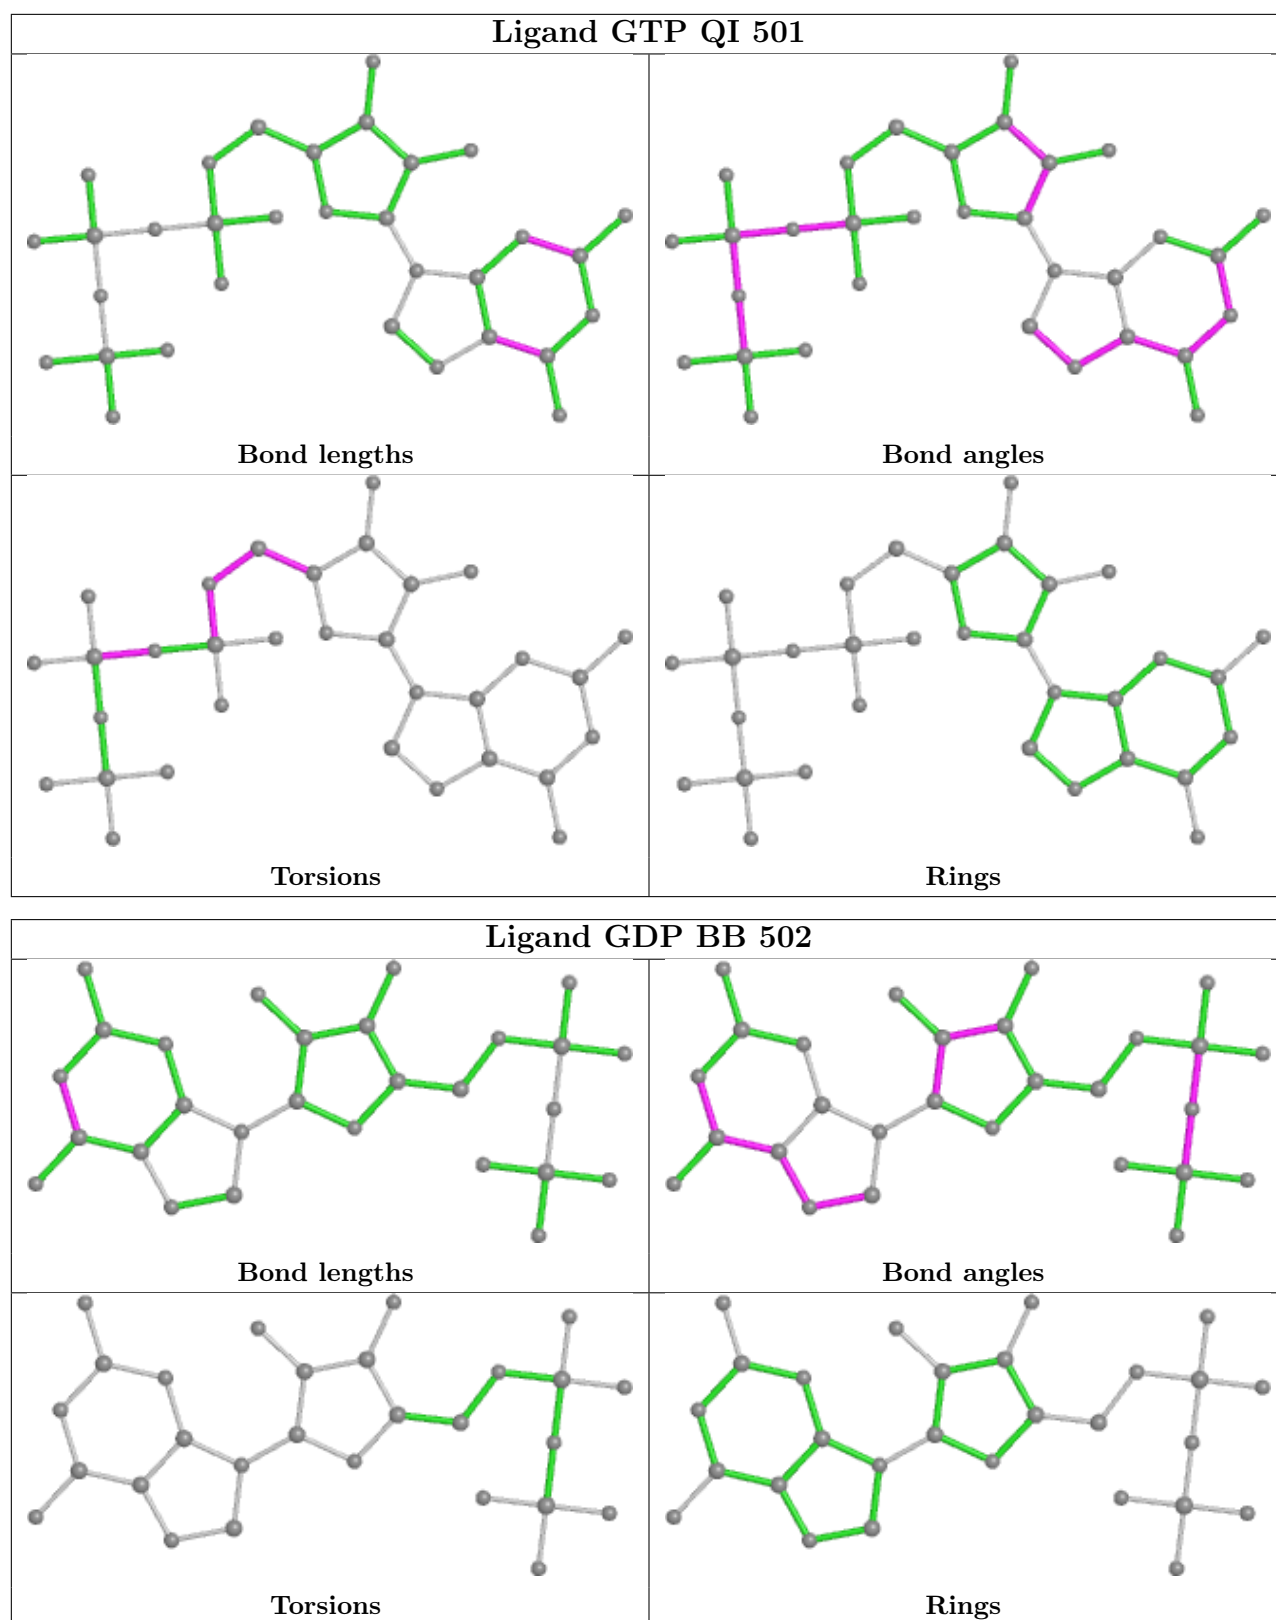 Ligand GTP QI 501
Bond lengths
Bond angles
Torsions
Rings
Ligand GDP BB 502
Bond lengths
Bond angles
Torsions
Rings